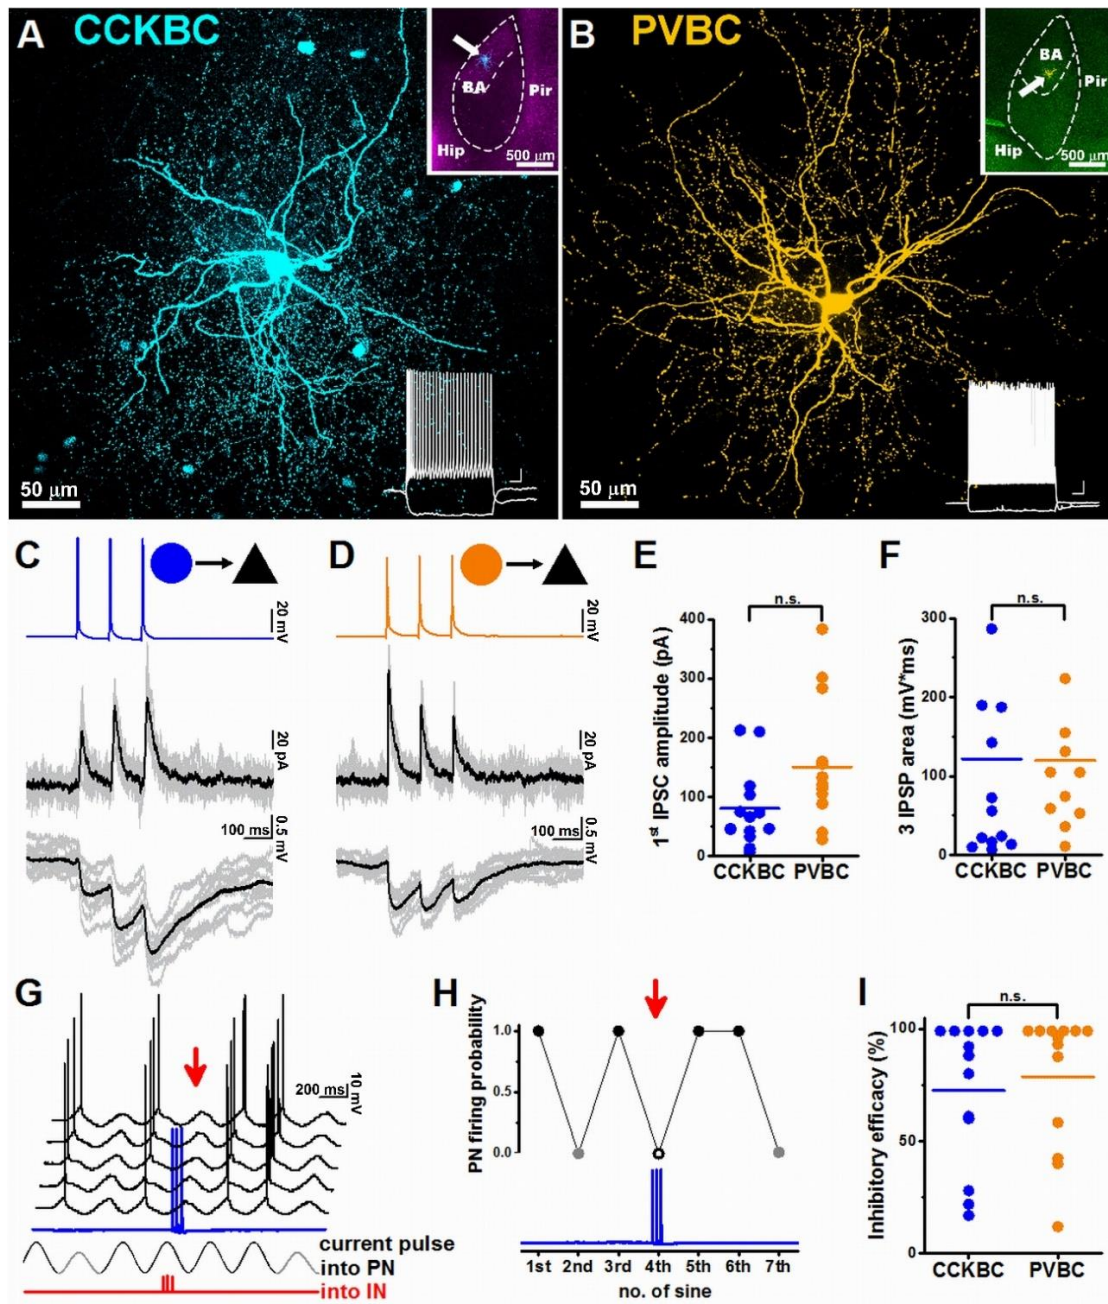 A CCKBC
BA
Pir
Hip
500 μm
50 μm
B PVBC
BA
Pir
Hip
500 μm
50 μm
C
20 mV
20 pA
100 ms
0.5 mV
D
20 mV
20 pA
100 ms
0.5 mV
E
n.s.
1st IPSC amplitude (pA)
400
300
200
100
0
CCKBC PVBC
F
n.s.
3 IPSP area (mV*ms)
300
200
100
0
CCKBC PVBC
G
200 ms
10 mV
current pulse
into PN
into IN
H
PN firing probability
1.0
0.5
0.0
1st 2nd 3rd 4th 5th 6th 7th
no. of sine
I
n.s.
Inhibitory efficacy (%)
100
50
0
CCKBC PVBC